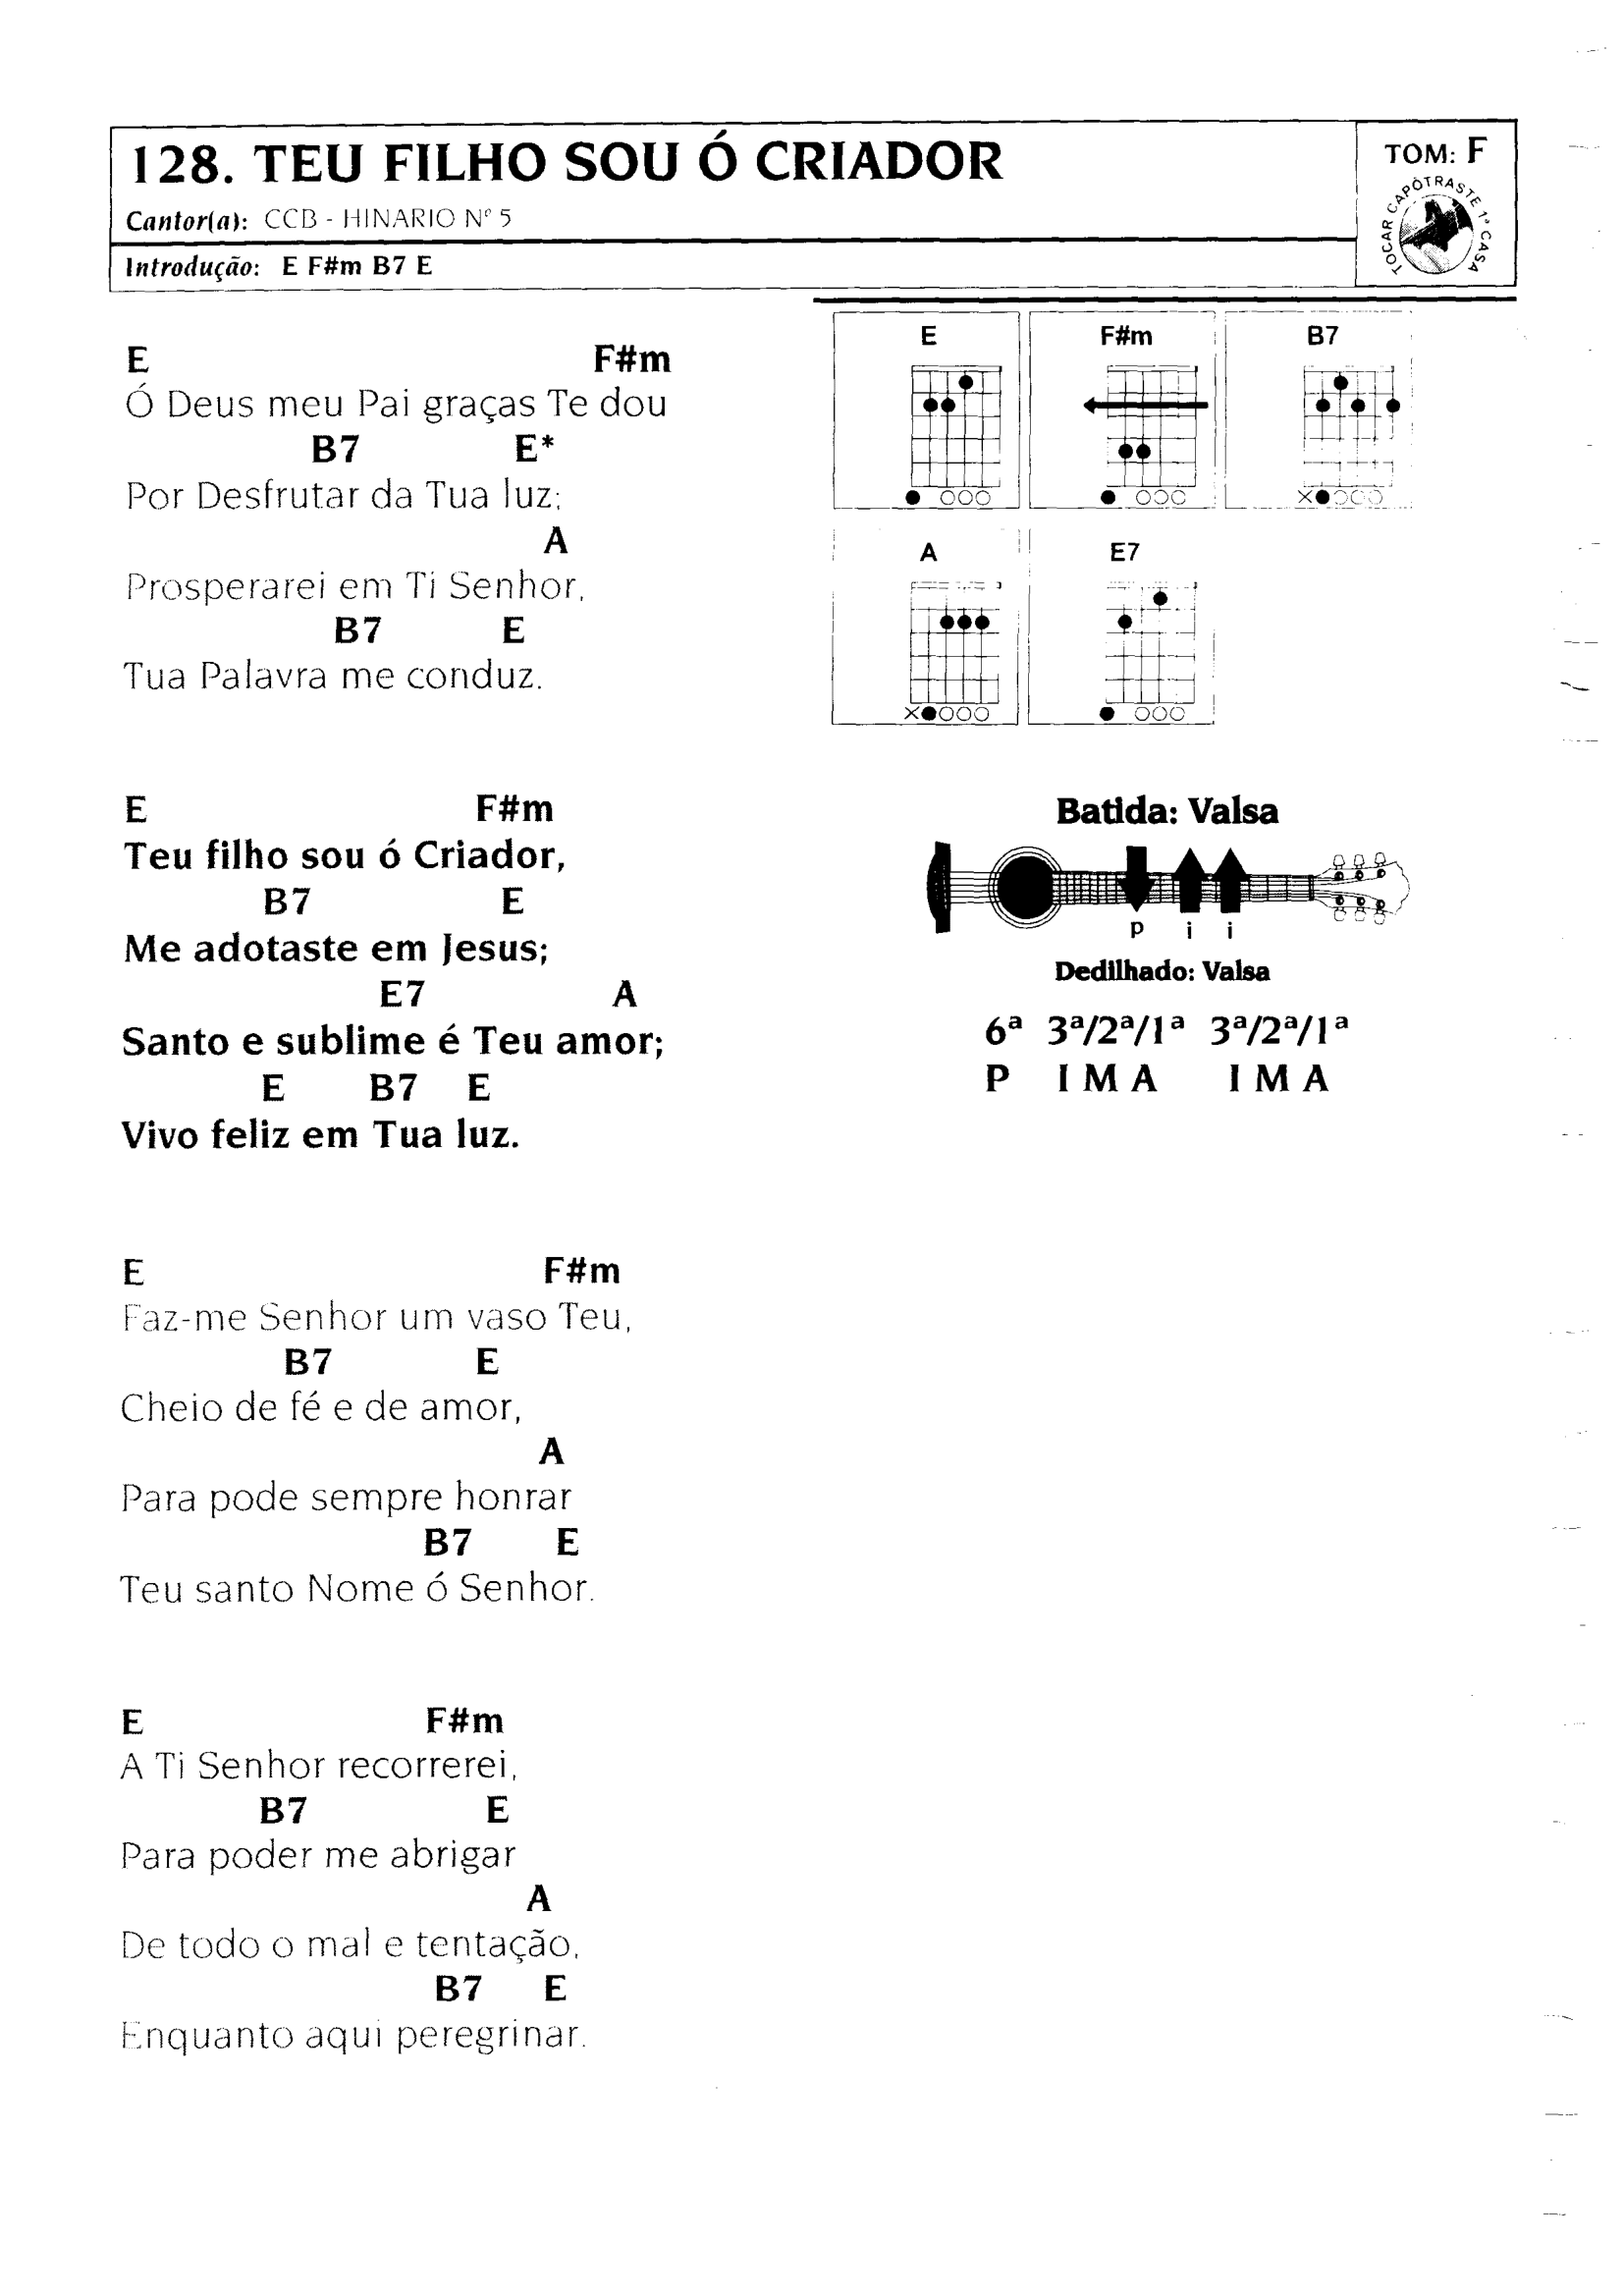 128. TEU FILHO SOU Ó CRIADOR
Cantor(a): CCB - HINARIO Nº 5
Introdução: E F#m B7 E
TOM: F
TOCAR CAPÓTRASTE 1ª CASA
E F#m
Ó Deus meu Pai graças Te dou
B7 E*
Por Desfrutar da Tua luz;
A
Prosperarei em Ti Senhor,
B7 E
Tua Palavra me conduz.
E F#m
Teu filho sou ó Criador,
B7 E
Me adotaste em Jesus;
E7 A
Santo e sublime é Teu amor;
E B7 E
Vivo feliz em Tua luz.
E F#m
Faz-me Senhor um vaso Teu,
B7 E
Cheio de fé e de amor,
A
Para pode sempre honrar
B7 E
Teu santo Nome ó Senhor.
E F#m
A Ti Senhor recorrerei,
B7 E
Para poder me abrigar
A
De todo o mal e tentação,
B7 E
Enquanto aqui peregrinar.
E F#m B7
A E7
Batida: Valsa
p i i
Dedilhado: Valsa
6ª 3ª/2ª/1ª 3ª/2ª/1ª
P I M A I M A